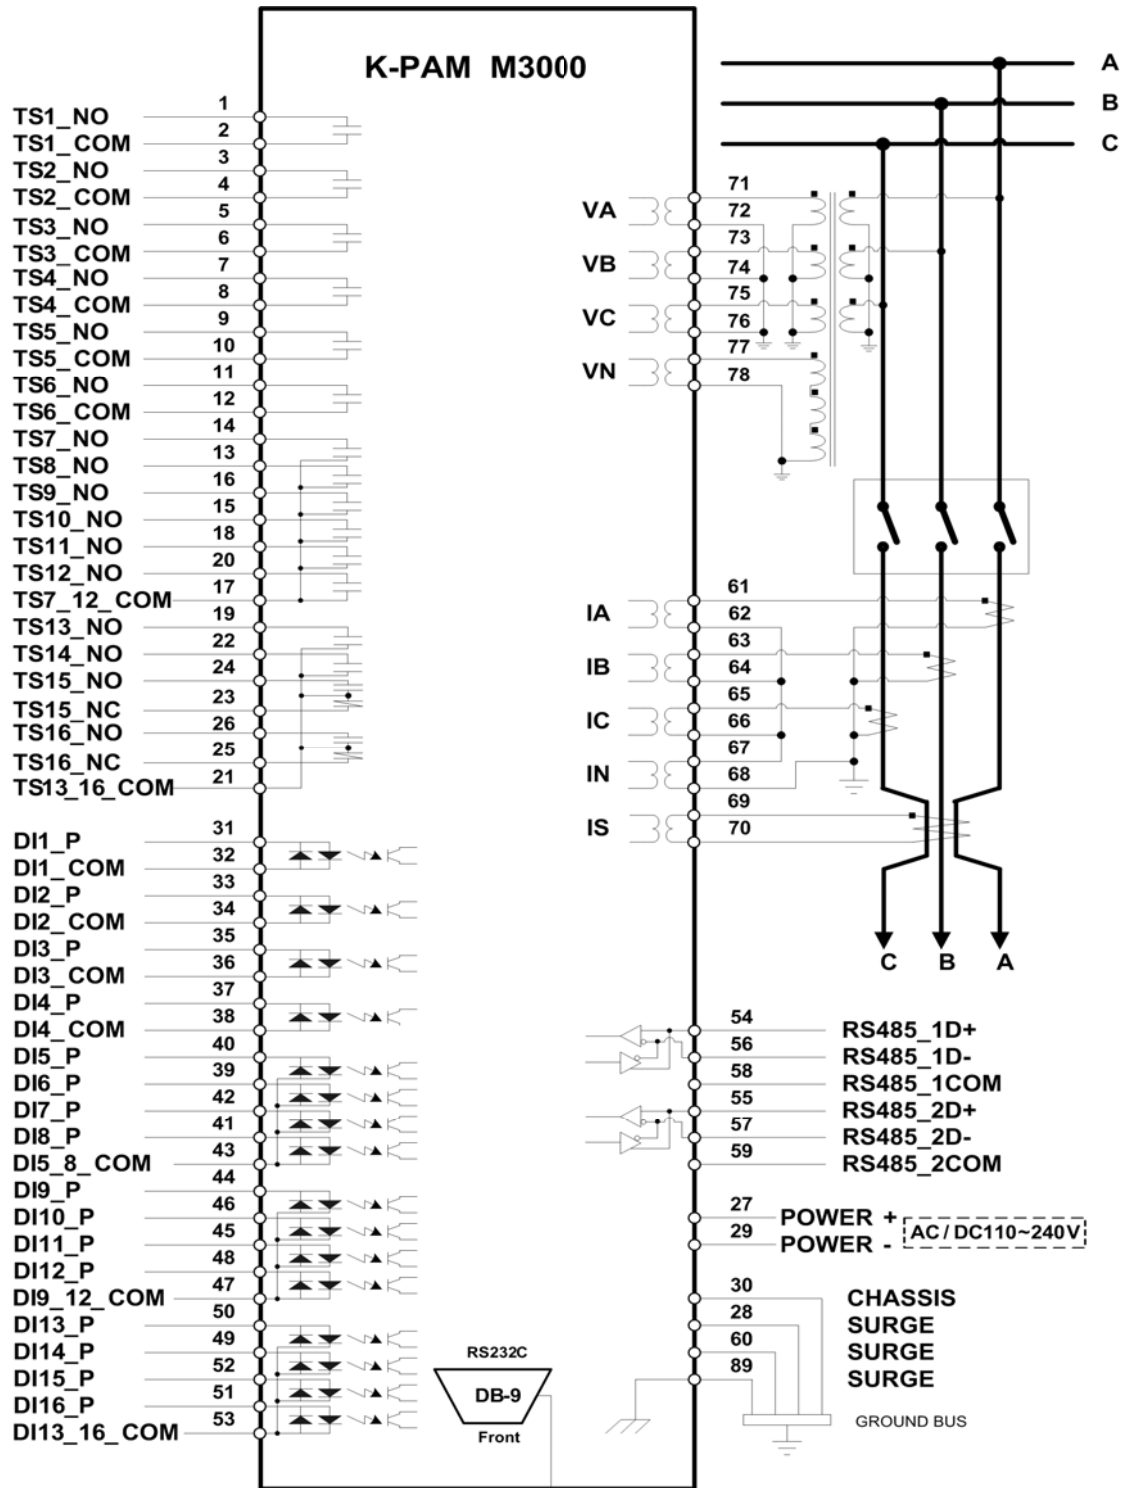 K-PAM M3000
TS1_NO 1
TS1_COM 2
TS2_NO 3
TS2_COM 4
TS3_NO 5
TS3_COM 6
TS4_NO 7
TS4_COM 8
TS5_NO 9
TS5_COM 10
TS6_NO 11
TS6_COM 12
TS7_NO 14
TS8_NO 13
TS9_NO 16
TS10_NO 15
TS11_NO 18
TS12_NO 20
TS7_12_COM 17
TS13_NO 19
TS14_NO 22
TS15_NO 24
TS15_NC 23
TS16_NO 26
TS16_NC 25
TS13_16_COM 21
DI1_P 31
DI1_COM 32
DI2_P 33
DI2_COM 34
DI3_P 35
DI3_COM 36
DI4_P 37
DI4_COM 38
DI5_P 40
DI6_P 39
DI7_P 42
DI8_P 41
DI5_8_COM 43
DI9_P 44
DI10_P 46
DI11_P 45
DI12_P 48
DI9_12_COM 47
DI13_P 50
DI14_P 49
DI15_P 52
DI16_P 51
DI13_16_COM 53
RS232C
DB-9
Front
A
B
C
71
VA 72
73
VB 74
75
VC 76
77
VN 78
61
IA 62
63
IB 64
65
IC 66
67
IN 68
69
IS 70
C B A
54 RS485_1D+
56 RS485_1D-
58 RS485_1COM
55 RS485_2D+
57 RS485_2D-
59 RS485_2COM
27 POWER +
29 POWER -
AC / DC110~240V
30 CHASSIS
28 SURGE
60 SURGE
89 SURGE
GROUND BUS